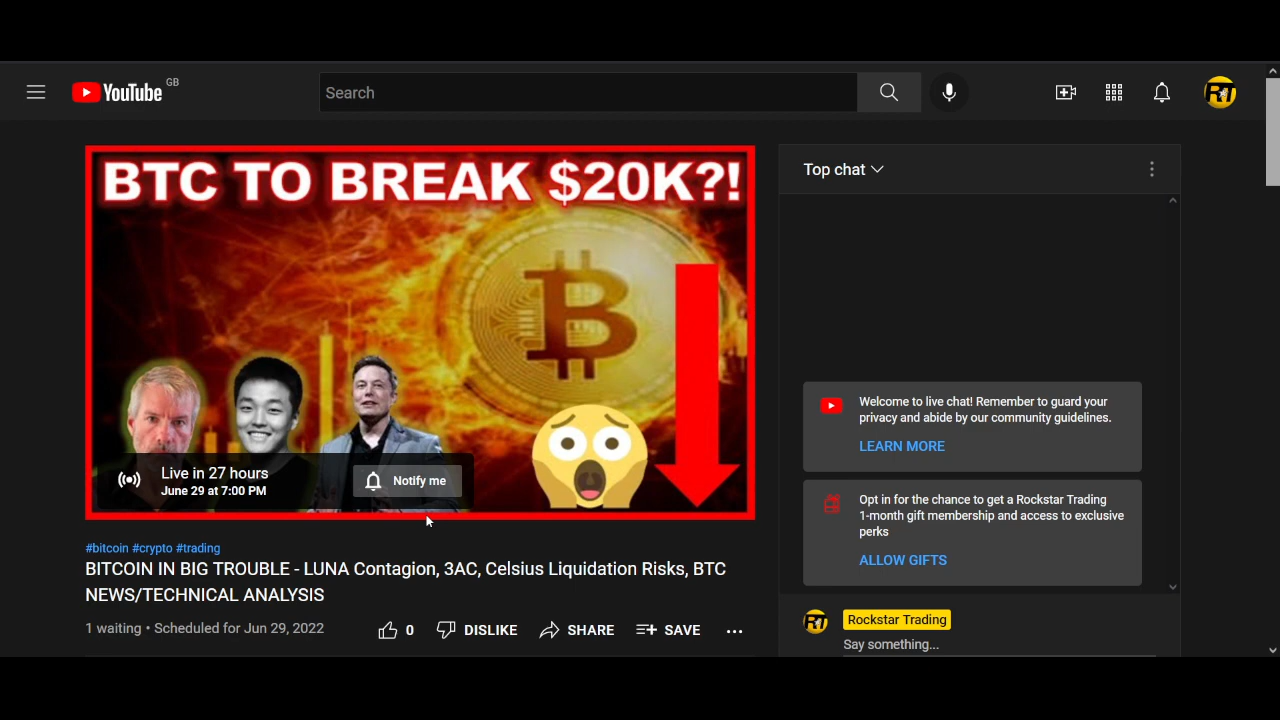 YouTube GB
Search
BTC TO BREAK $20K?!
Live in 27 hours
June 29 at 7:00 PM
Notify me
#bitcoin #crypto #trading
BITCOIN IN BIG TROUBLE - LUNA Contagion, 3AC, Celsius Liquidation Risks, BTC
NEWS/TECHNICAL ANALYSIS
1 waiting • Scheduled for Jun 29, 2022
0
DISLIKE
SHARE
SAVE
Top chat
Welcome to live chat! Remember to guard your
privacy and abide by our community guidelines.
LEARN MORE
Opt in for the chance to get a Rockstar Trading
1-month gift membership and access to exclusive
perks
ALLOW GIFTS
RT
Rockstar Trading
Say something...